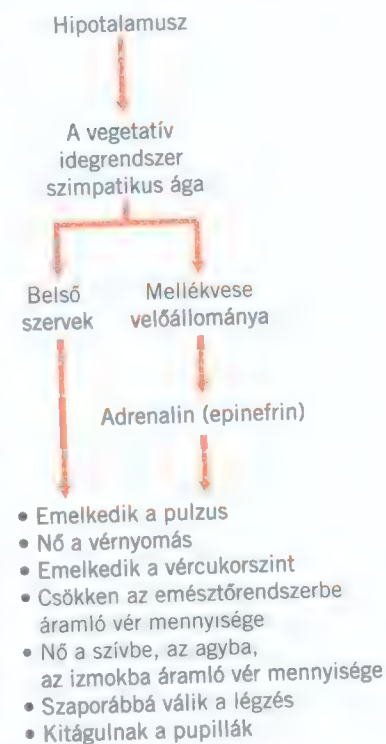 Hipotalamusz
A vegetatív
idegrendszer
szimpatikus ága
Belső
szervek
Mellékvese
velőállománya
Adrenalin (epinefrin)
• Emelkedik a pulzus
• Nő a vérnyomás
• Emelkedik a vércukorszint
• Csökken az emésztőrendszerbe
áramló vér mennyisége
• Nő a szívbe, az agyba,
az izmokba áramló vér mennyisége
• Szaporábbá válik a légzés
• Kitágulnak a pupillák